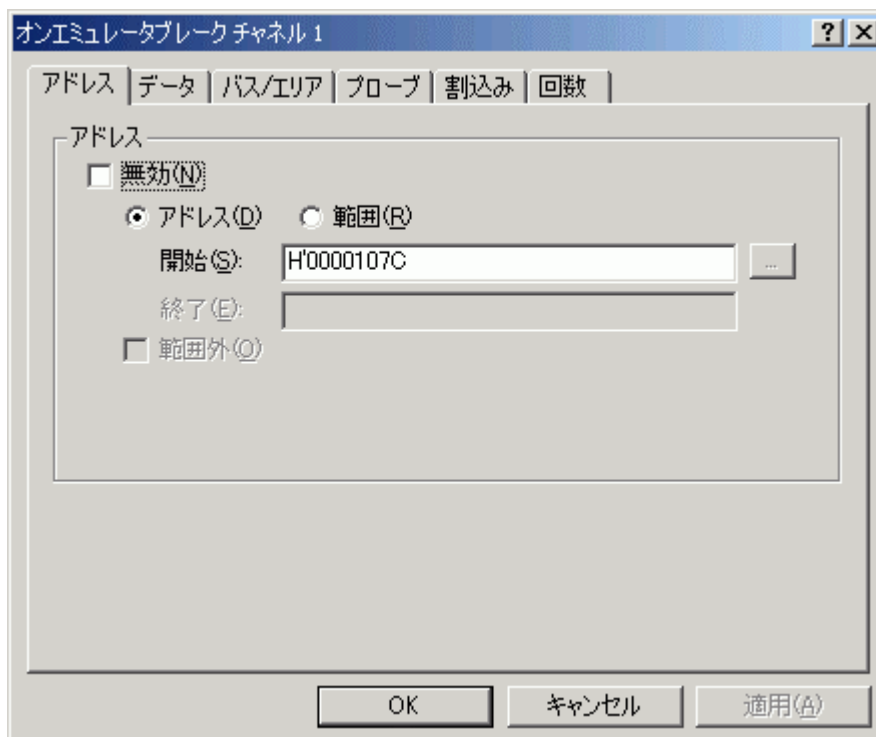 オンエミュレータブレーク チャネル 1
アドレス データ バス/エリア プローブ 割込み 回数
アドレス
無効(N)
アドレス(D) 範囲(R)
開始(S): H'0000107C ...
終了(E):
範囲外(O)
OK キャンセル 適用(A)